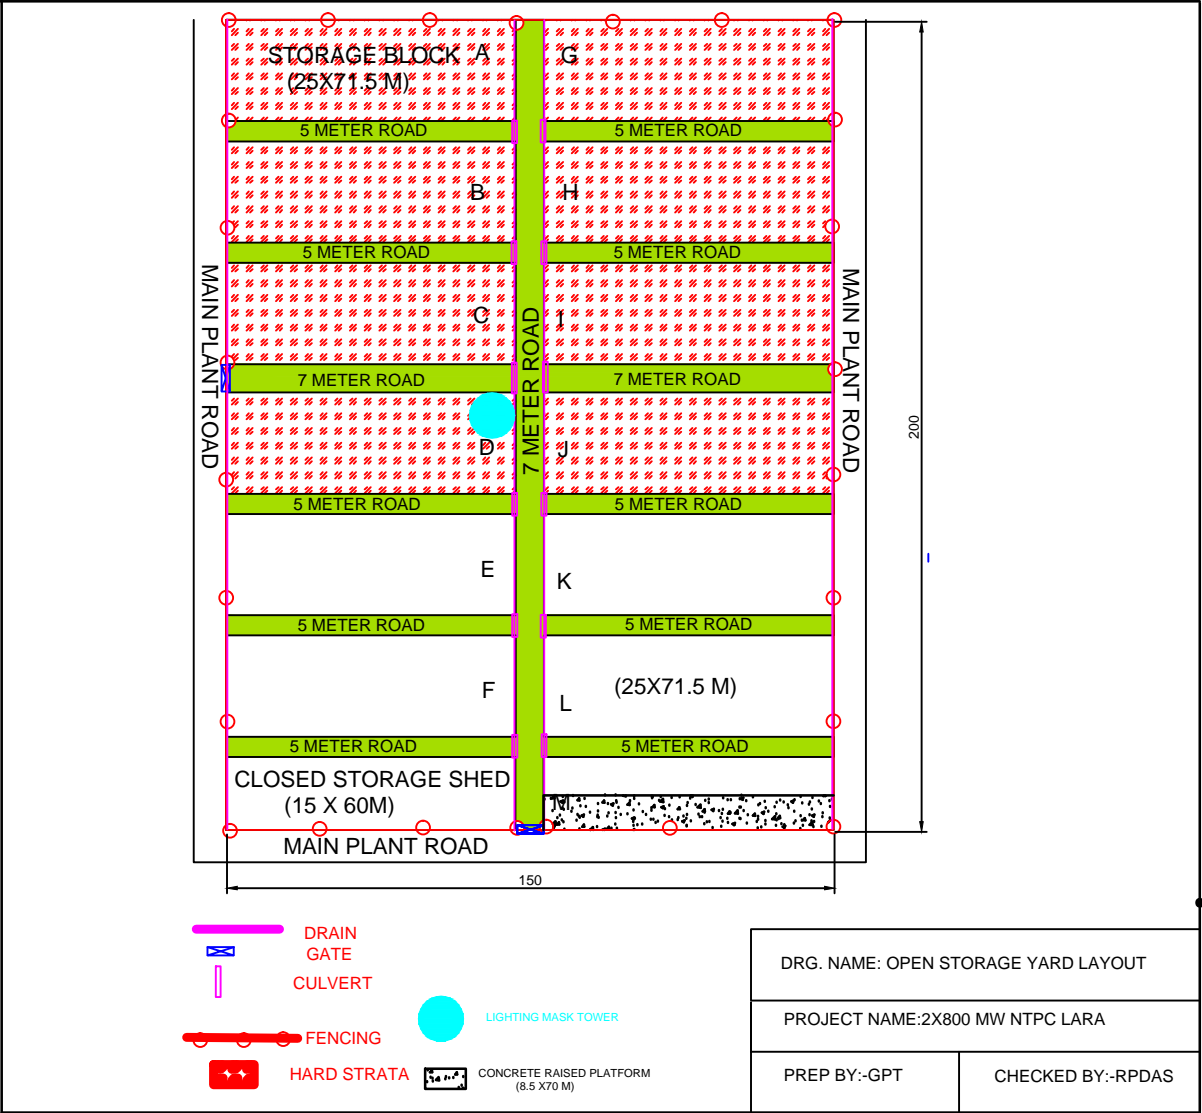 STORAGE BLOCK A
(25X71.5 M)
G
5 METER ROAD
5 METER ROAD
B
H
5 METER ROAD
5 METER ROAD
MAIN PLANT ROAD
C
I
MAIN PLANT ROAD
7 METER ROAD
7 METER ROAD
7 METER ROAD
D
J
200
5 METER ROAD
5 METER ROAD
E
K
5 METER ROAD
5 METER ROAD
F
L
(25X71.5 M)
5 METER ROAD
5 METER ROAD
CLOSED STORAGE SHED
(15 X 60M)
M
MAIN PLANT ROAD
150
DRAIN
GATE
CULVERT
LIGHTING MASK TOWER
FENCING
HARD STRATA
CONCRETE RAISED PLATFORM
(8.5 X70 M)
DRG. NAME: OPEN STORAGE YARD LAYOUT
PROJECT NAME:2X800 MW NTPC LARA
PREP BY:-GPT
CHECKED BY:-RPDAS